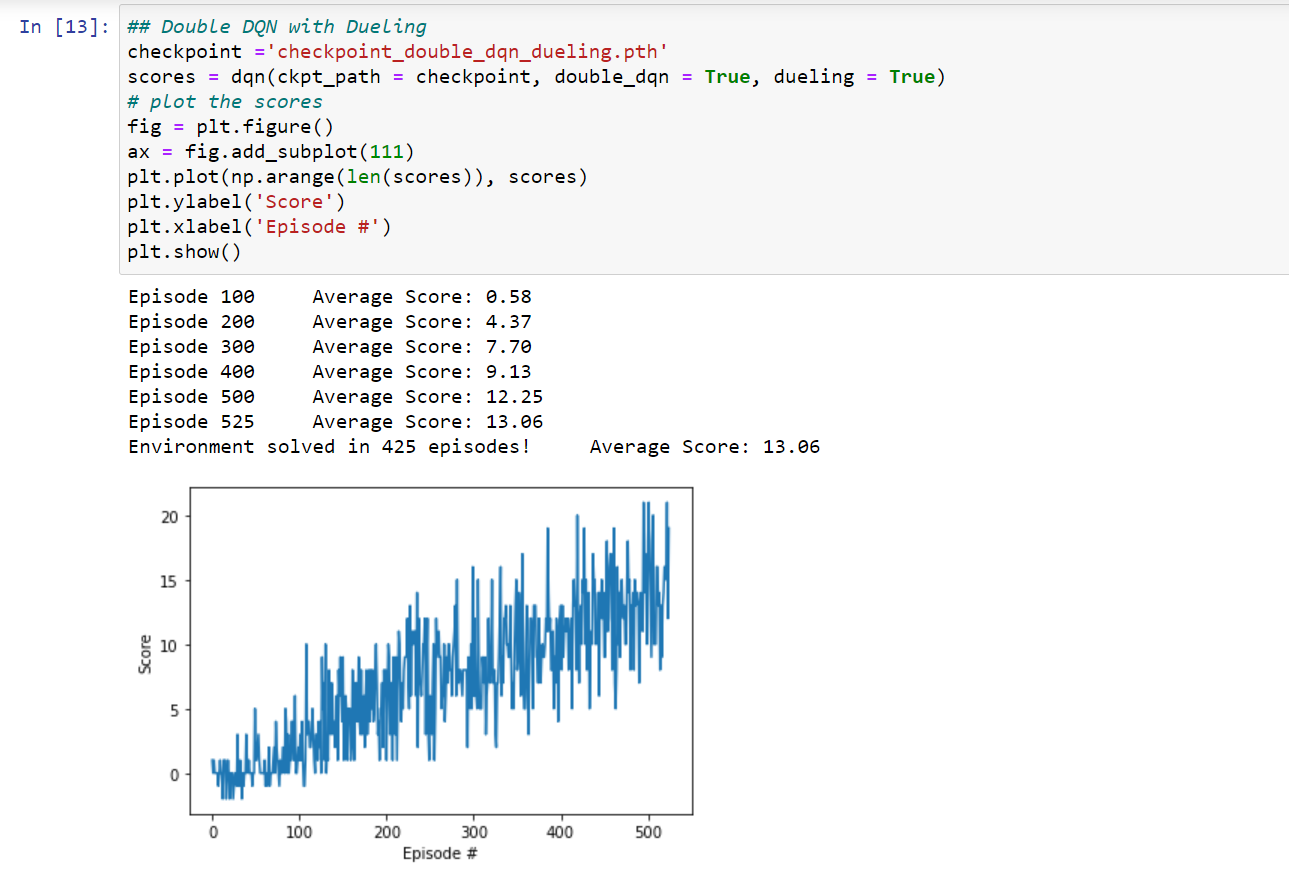 In [13]:
## Double DQN with Dueling
checkpoint ='checkpoint_double_dqn_dueling.pth'
scores = dqn(ckpt_path = checkpoint, double_dqn = True, dueling = True)
# plot the scores
fig = plt.figure()
ax = fig.add_subplot(111)
plt.plot(np.arange(len(scores)), scores)
plt.ylabel('Score')
plt.xlabel('Episode #')
plt.show()
Episode 100 Average Score: 0.58
Episode 200 Average Score: 4.37
Episode 300 Average Score: 7.70
Episode 400 Average Score: 9.13
Episode 500 Average Score: 12.25
Episode 525 Average Score: 13.06
Environment solved in 425 episodes! Average Score: 13.06
20
15
10
5
0
Score
0 100 200 300 400 500
Episode #